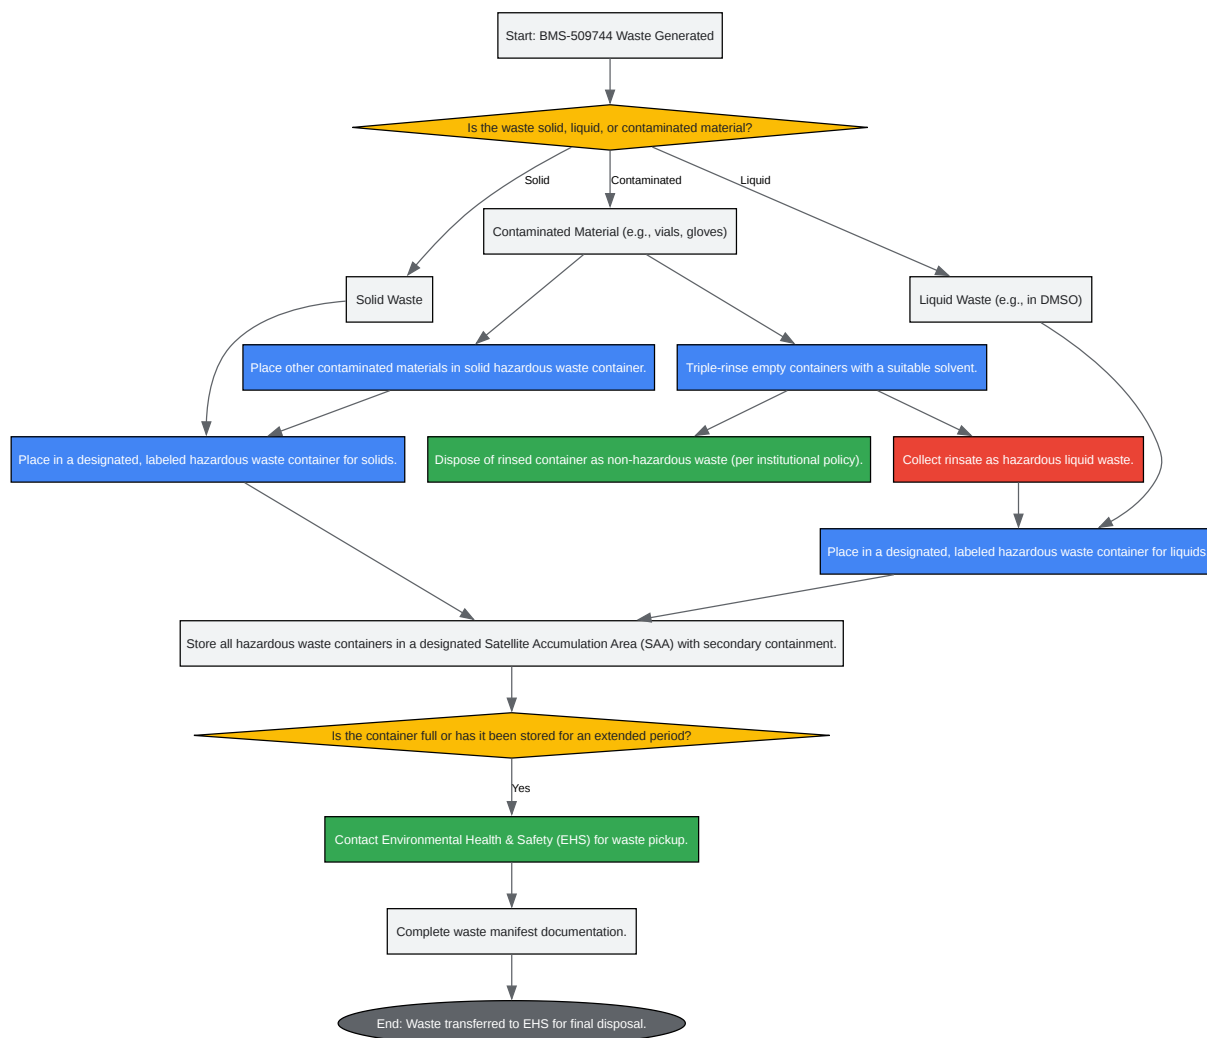 Start: BMS-509744 Waste Generated
Is the waste solid, liquid, or contaminated material?
Solid
Contaminated
Liquid
Contaminated Material (e.g., vials, gloves)
Solid Waste
Liquid Waste (e.g., in DMSO)
Place other contaminated materials in solid hazardous waste container.
Triple-rinse empty containers with a suitable solvent.
Place in a designated, labeled hazardous waste container for solids.
Dispose of rinsed container as non-hazardous waste (per institutional policy).
Collect rinsate as hazardous liquid waste.
Place in a designated, labeled hazardous waste container for liquids
Store all hazardous waste containers in a designated Satellite Accumulation Area (SAA) with secondary containment.
Is the container full or has it been stored for an extended period?
Yes
Contact Environmental Health & Safety (EHS) for waste pickup.
Complete waste manifest documentation.
End: Waste transferred to EHS for final disposal.